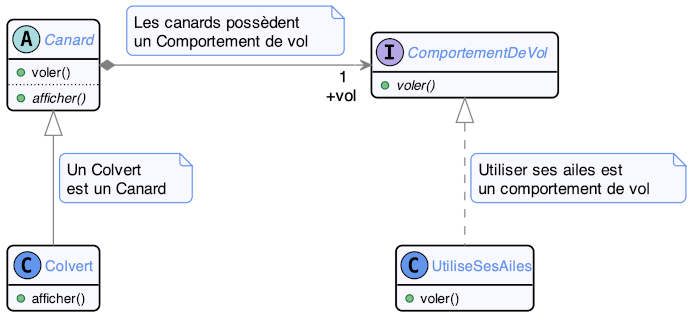 A Canard
voler()
afficher()
Les canards possèdent
un Comportement de vol
1
+vol
I ComportementDeVol
voler()
Un Colvert
est un Canard
Utiliser ses ailes est
un comportement de vol
C Colvert
afficher()
C UtiliseSesAiles
voler()